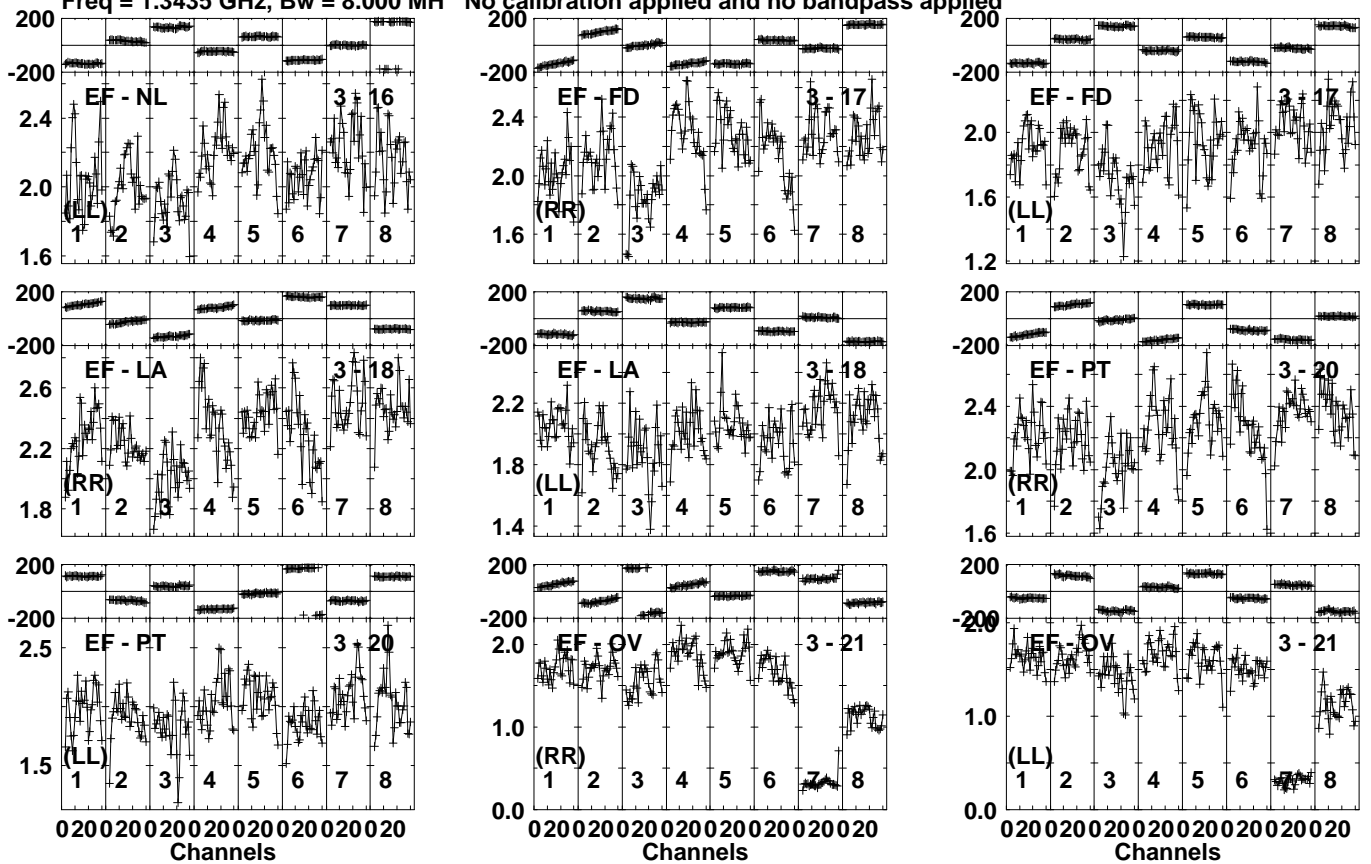 Freq = 1.3435 GHz, Bw = 8.000 MH No calibration applied and no bandpass applied
200 200 200
-200 -200 -200
EF - NL 3 - 16 EF - FD 3 - 17 EF - FD 3 - 17
2.4 2.4 2.0
2.0 2.0 1.6
(LL) (RR) (LL)
1 2 3 4 5 6 7 8 1 2 3 4 5 6 7 8 1 2 3 4 5 6 7 8
1.6 1.6 1.2
200 200 200
-200 -200 -200
EF - LA 3 - 18 EF - LA 3 - 18 EF - PT 3 - 20
2.6 2.2 2.4
2.2 1.8 2.0
(RR) (LL) (RR)
1 2 3 4 5 6 7 8 1 2 3 4 5 6 7 8 1 2 3 4 5 6 7 8
1.8 1.4 1.6
200 200 200
-200 -200 -200
EF - PT 3 - 20 EF - OV 3 - 21 EF - OV 3 - 21
2.5 2.0 2.0
1.5 1.0 1.0
(LL) (RR) (LL)
1 2 3 4 5 6 7 8 1 2 3 4 5 6 7 8 1 2 3 4 5 6 7 8
0.0 0.0
0 20 0 20 0 20 0 20 0 20 0 20 0 20 0 20 0 20 0 20 0 20 0 20 0 20 0 20 0 20 0 20 0 20 0 20 0 20 0 20 0 20 0 20 0 20 0 20
Channels Channels Channels